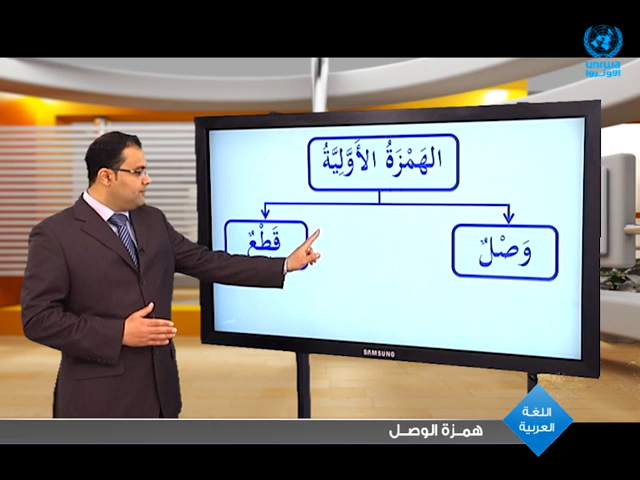 unrwa
الأونروا
الهَمْزَةُ الأَوَّلِيَّةُ
وَصْلٌ
قَطْعٌ
SAMSUNG
اللغة
العربية
همـزة الوصـل